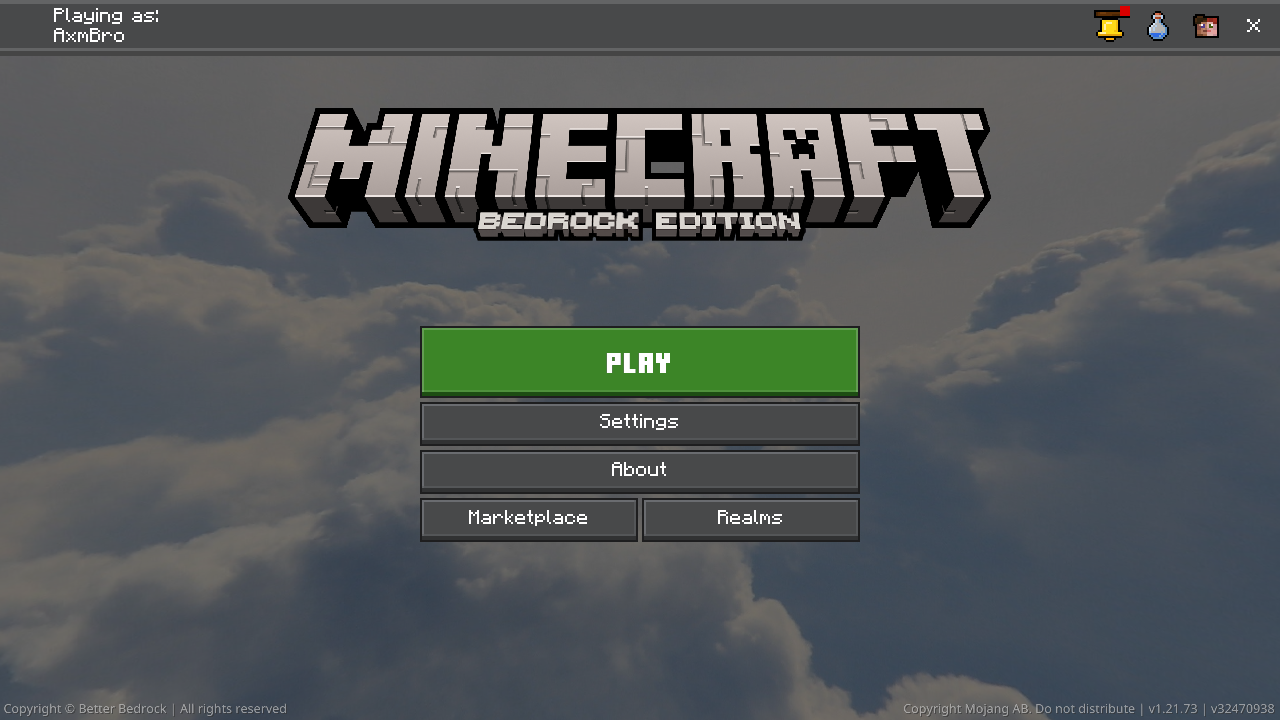 Playing as:
AxmBro
MINECRAFT
BEDROCK EDITION
PLAY
Settings
About
Marketplace
Realms
Copyright © Better Bedrock | All rights reserved
Copyright Mojang AB. Do not distribute | v1.21.73 | v32470938